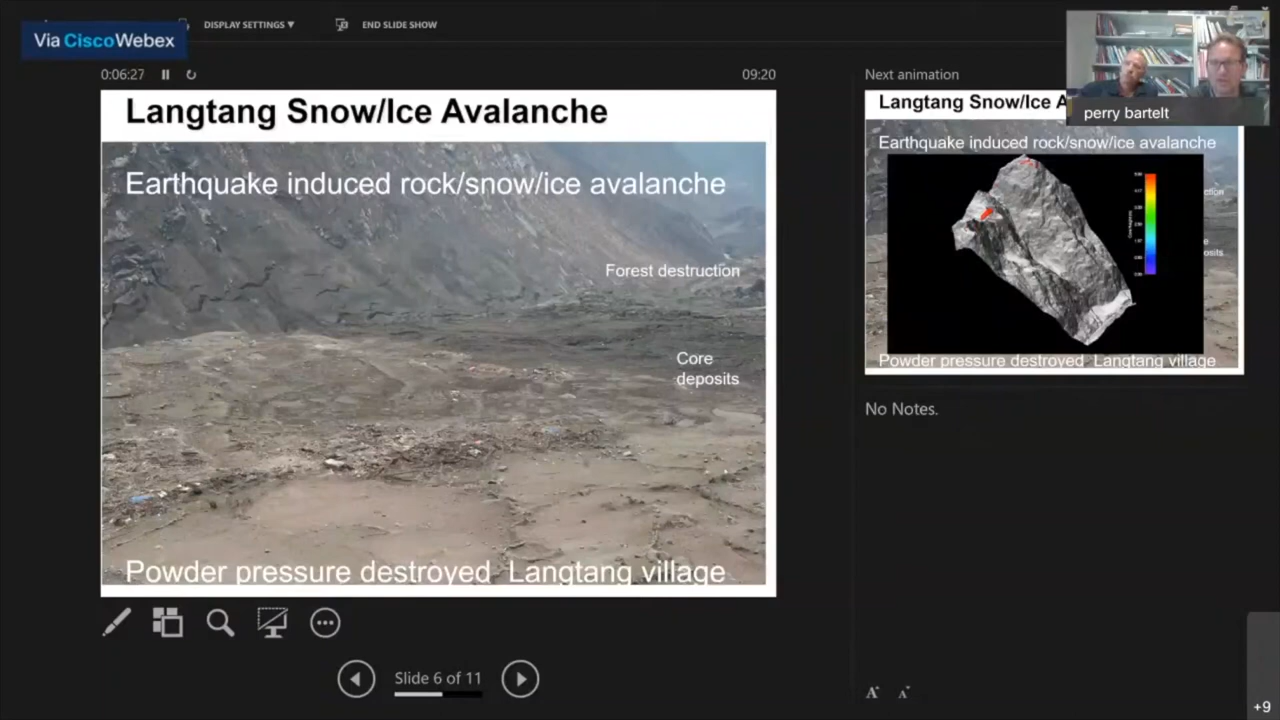 DISPLAY SETTINGS ▼
END SLIDE SHOW
Via CiscoWebex
0:06:27
09:20
Next animation
perry bartelt
Langtang Snow/Ice Avalanche
Earthquake induced rock/snow/ice avalanche
Forest destruction
Core
deposits
Powder pressure destroyed Langtang village
Langtang Snow/Ice A
Earthquake induced rock/snow/ice avalanche
Powder pressure destroyed Langtang village
No Notes.
Slide 6 of 11
A A
+9